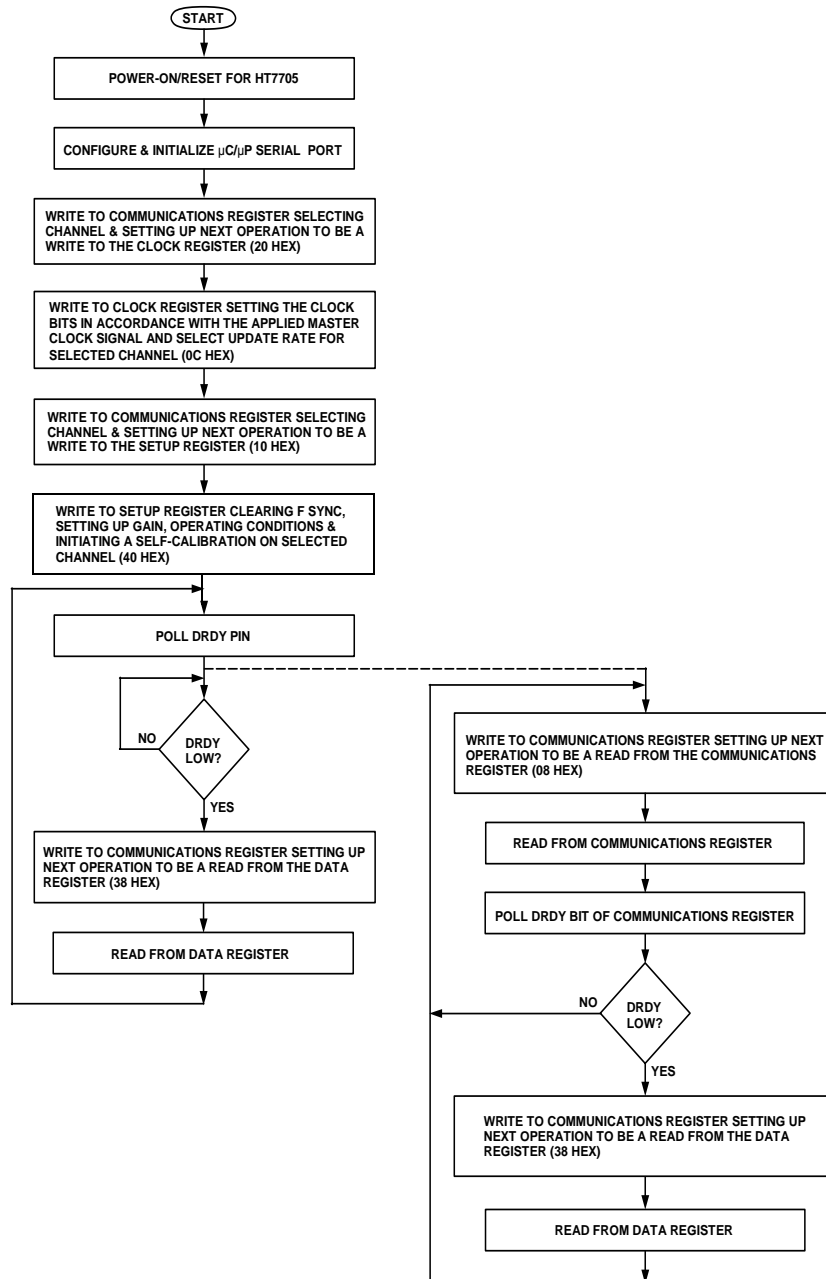 START
POWER-ON/RESET FOR HT7705
CONFIGURE & INITIALIZE µC/µP SERIAL PORT
WRITE TO COMMUNICATIONS REGISTER SELECTING
CHANNEL & SETTING UP NEXT OPERATION TO BE A
WRITE TO THE CLOCK REGISTER (20 HEX)
WRITE TO CLOCK REGISTER SETTING THE CLOCK
BITS IN ACCORDANCE WITH THE APPLIED MASTER
CLOCK SIGNAL AND SELECT UPDATE RATE FOR
SELECTED CHANNEL (0C HEX)
WRITE TO COMMUNICATIONS REGISTER SELECTING
CHANNEL & SETTING UP NEXT OPERATION TO BE A
WRITE TO THE SETUP REGISTER (10 HEX)
WRITE TO SETUP REGISTER CLEARING F SYNC,
SETTING UP GAIN, OPERATING CONDITIONS &
INITIATING A SELF-CALIBRATION ON SELECTED
CHANNEL (40 HEX)
POLL DRDY PIN
NO
DRDY
LOW?
YES
WRITE TO COMMUNICATIONS REGISTER SETTING UP
NEXT OPERATION TO BE A READ FROM THE DATA
REGISTER (38 HEX)
READ FROM DATA REGISTER
WRITE TO COMMUNICATIONS REGISTER SETTING UP NEXT
OPERATION TO BE A READ FROM THE COMMUNICATIONS
REGISTER (08 HEX)
READ FROM COMMUNICATIONS REGISTER
POLL DRDY BIT OF COMMUNICATIONS REGISTER
NO
DRDY
LOW?
YES
WRITE TO COMMUNICATIONS REGISTER SETTING UP
NEXT OPERATION TO BE A READ FROM THE DATA
REGISTER (38 HEX)
READ FROM DATA REGISTER